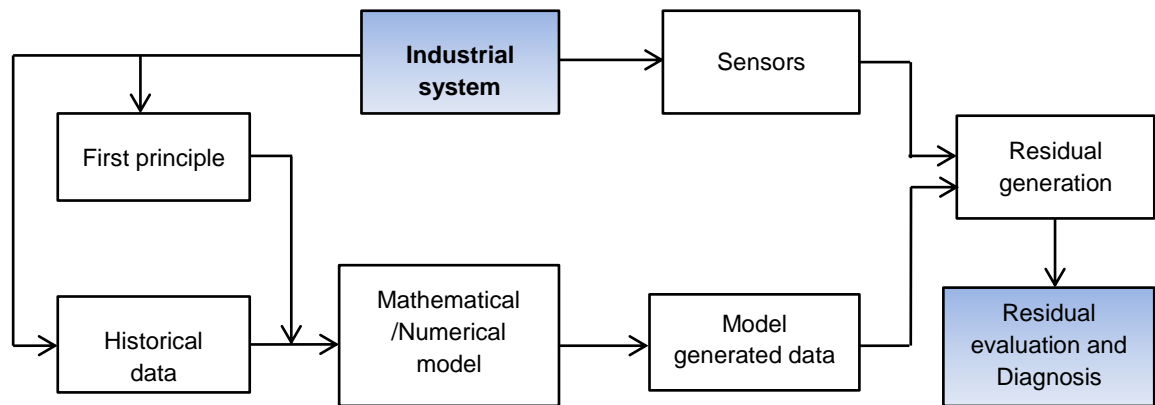 Industrial
system
Sensors
First principle
Residual
generation
Historical
data
Mathematical
/Numerical
model
Model
generated data
Residual
evaluation and
Diagnosis